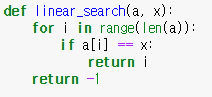 def linear_search(a, x):
    for i in range(len(a)):
        if a[i] == x:
            return i
    return -1